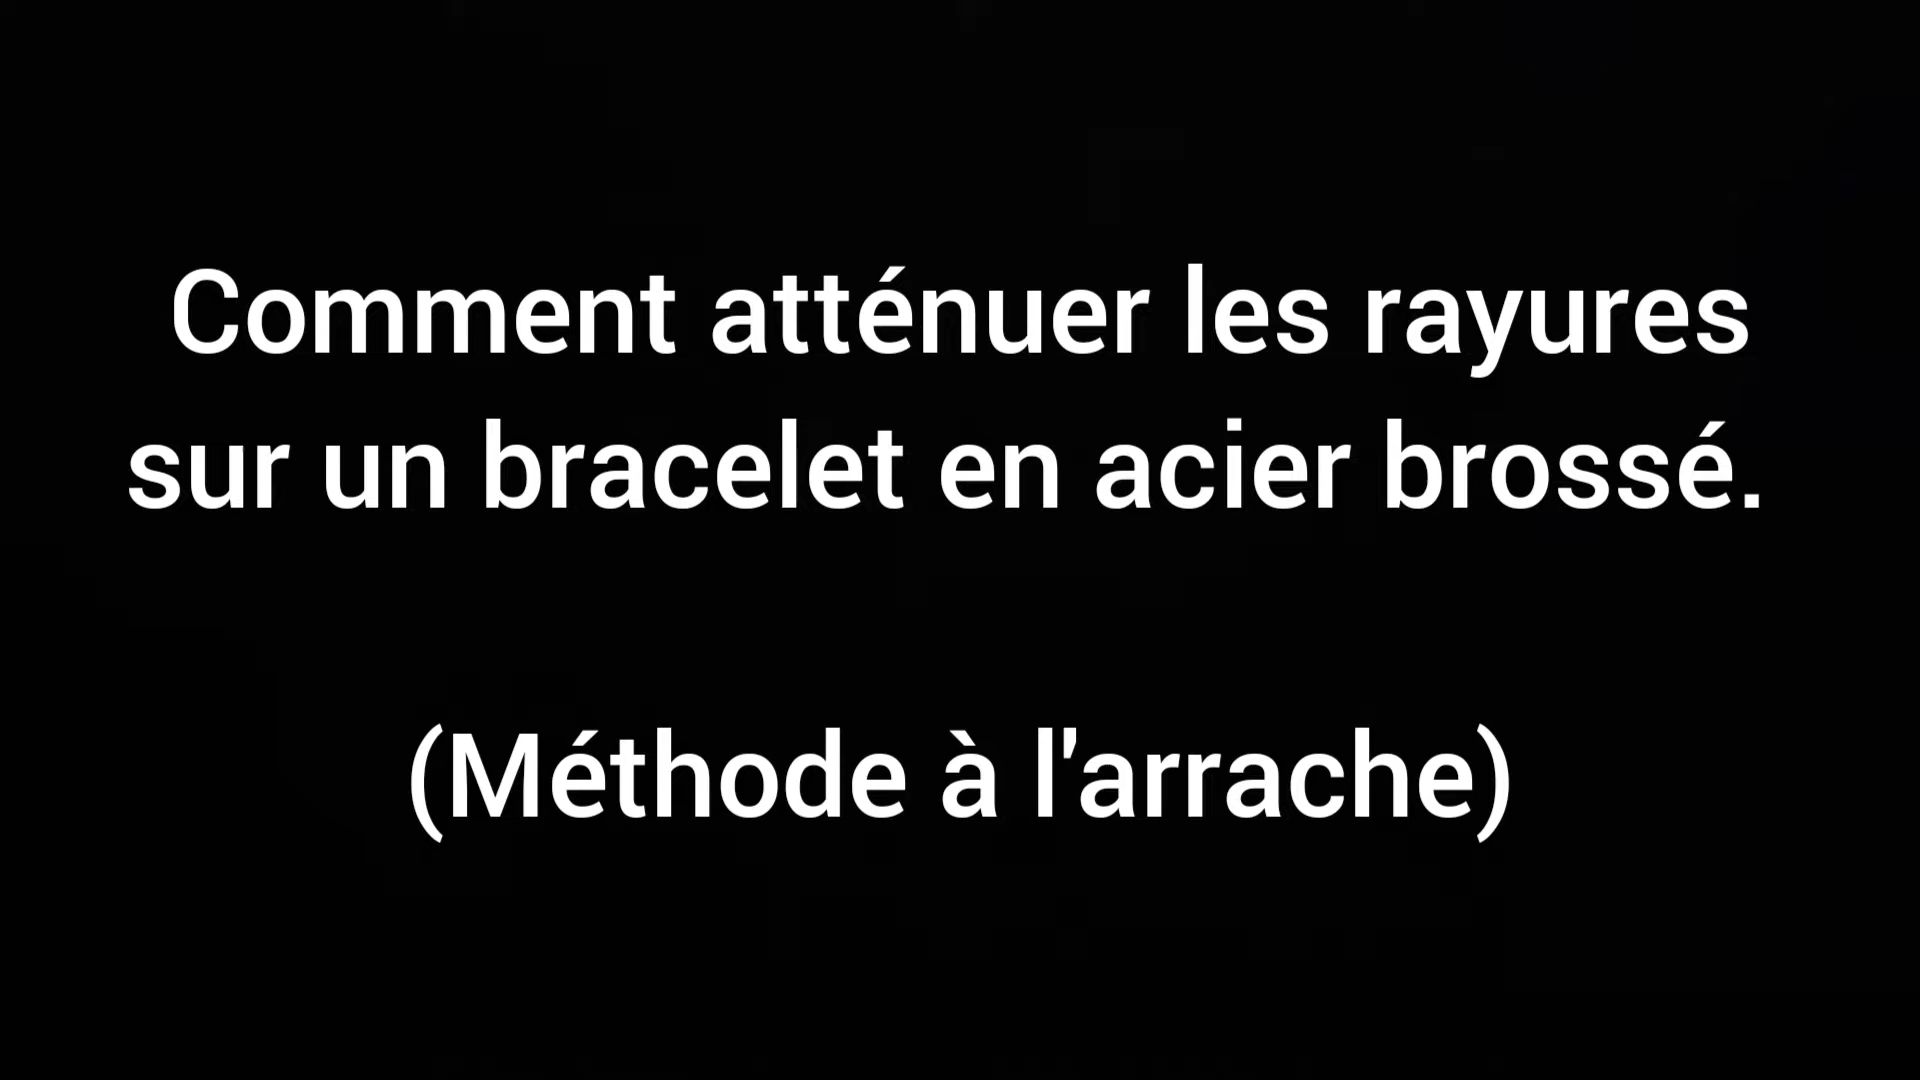 Comment atténuer les rayures
sur un bracelet en acier brossé.
(Méthode à l'arrache)